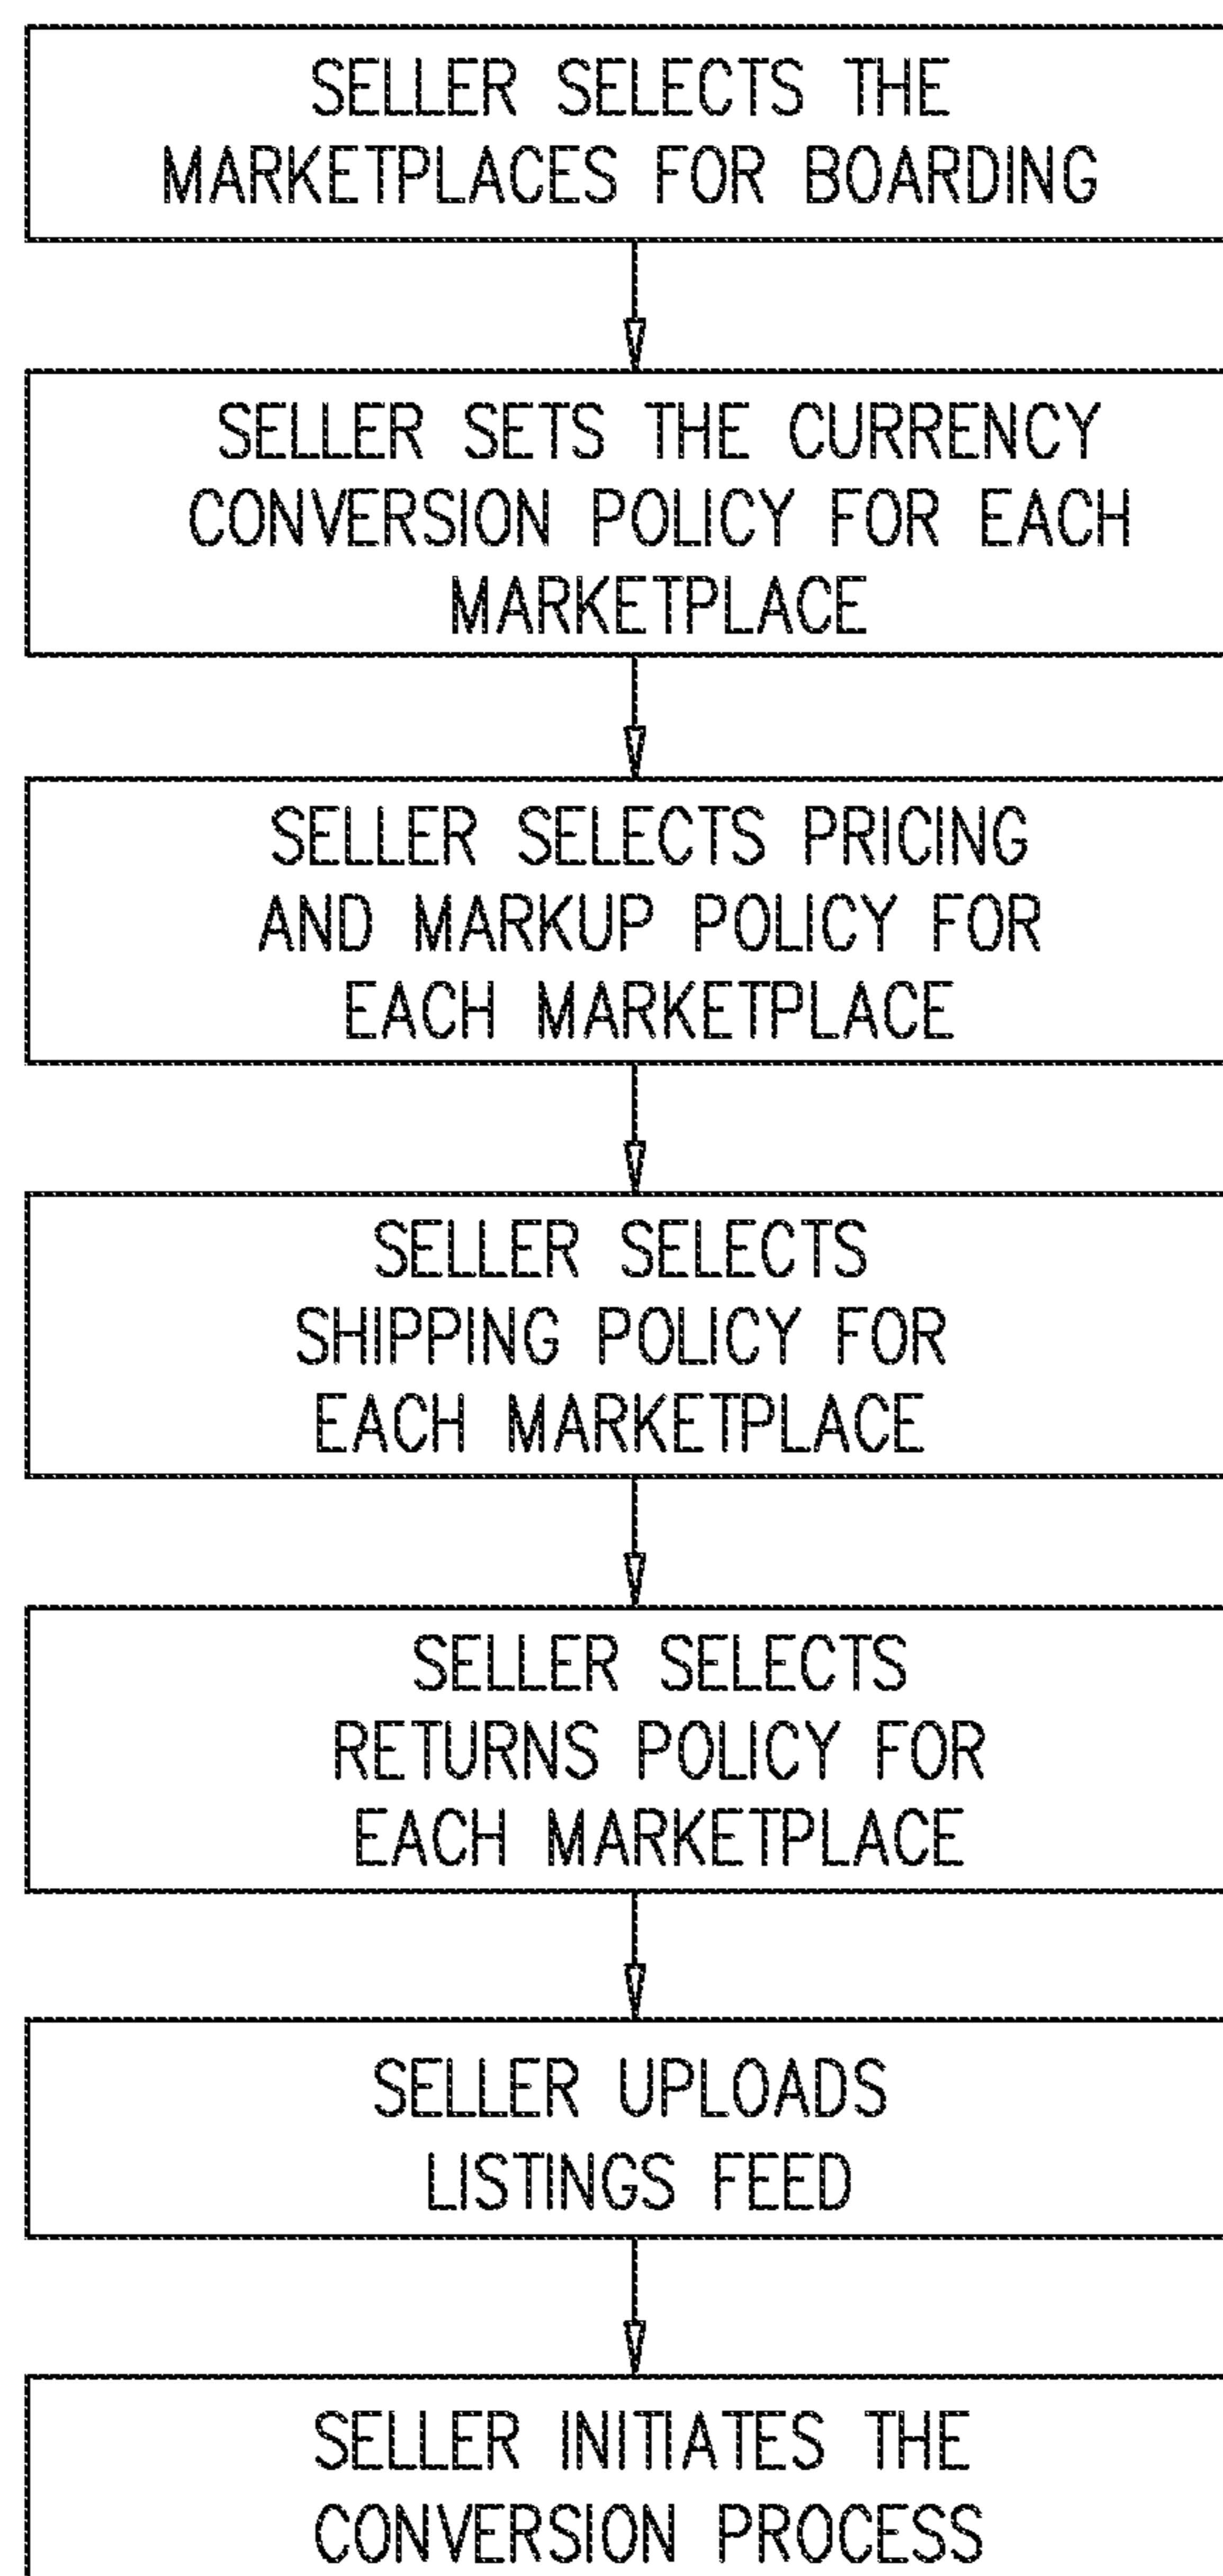 SELLER SELECTS THE
MARKETPLACES FOR BOARDING
SELLER SETS THE CURRENCY
CONVERSION POLICY FOR EACH
MARKETPLACE
SELLER SELECTS PRICING
AND MARKUP POLICY FOR
EACH MARKETPLACE
SELLER SELECTS
SHIPPING POLICY FOR
EACH MARKETPLACE
SELLER SELECTS
RETURNS POLICY FOR
EACH MARKETPLACE
SELLER UPLOADS
LISTINGS FEED
SELLER INITIATES THE
CONVERSION PROCESS